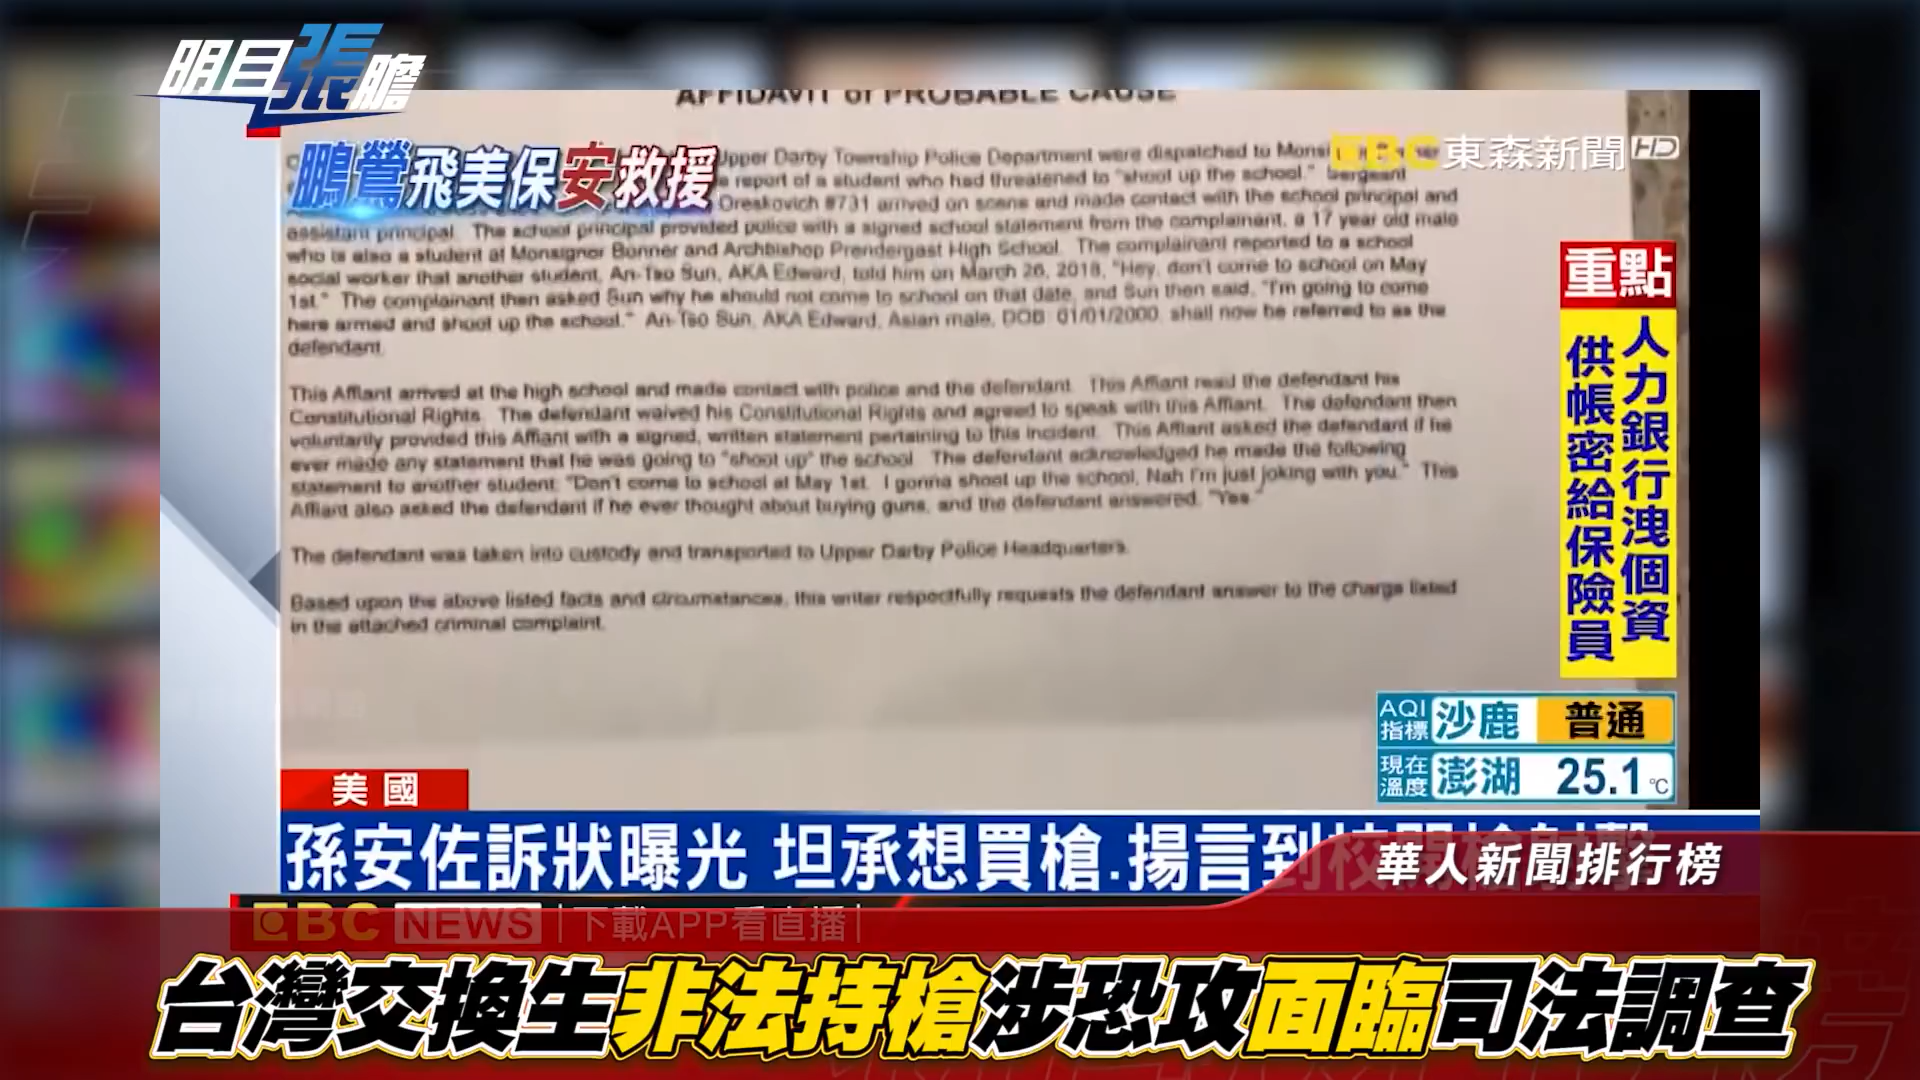 明目張膽
AFFIDAVIT of PROBABLE CAUSE
鵬鶯飛美保安救援
EBC 東森新聞 HD
Upper Darby Township Police Department were dispatched to
report of a student who had threatened to "shoot up the school." Sergeant
Oreskovich #731 arrived on scene and made contact with the school principal and
assistant principal. The school principal provided police with a signed school statement from the complainant, a 17 year old male
who is also a student at Monsignor Bonner and Archbishop Prendergast High School. The complainant reported to a school
social worker that another student, An-Tso Sun, AKA Edward, told him on March 26, 2018, "Hey, don't come to school on May
1st." The complainant then asked Sun why he should not come to school on that date, and Sun then said, "I'm going to come
here armed and shoot up the school." An-Tso Sun, AKA Edward, Asian male, DOB: 01/01/2000, shall now be referred to as the
defendant.
This Affiant arrived at the high school and made contact with police and the defendant. This Affiant read the defendant his
Constitutional Rights. The defendant waived his Constitutional Rights and agreed to speak with this Affiant. The defendant then
voluntarily provided this Affiant with a signed, written statement pertaining to this incident. This Affiant asked the defendant if he
ever made any statement that he was going to "shoot up" the school. The defendant acknowledged he made the following
statement to another student: "Don't come to school at May 1st. I gonna shoot up the school, Nah I'm just joking with you." This
Affiant also asked the defendant if he ever thought about buying guns, and the defendant answered, "Yes."
The defendant was taken into custody and transported to Upper Darby Police Headquarters.
Based upon the above listed facts and circumstances, this writer respectfully requests the defendant answer to the charge listed
in the attached criminal complaint.
重點
人力銀行洩個資
供帳密給保險員
AQI指標 沙鹿 普通
現在溫度 澎湖 25.1℃
美國
孫安佐訴狀曝光 坦承想買槍.揚言到校開槍射擊
華人新聞排行榜
EBC NEWS |下載APP看直播|
台灣交換生非法持槍涉恐攻面臨司法調查